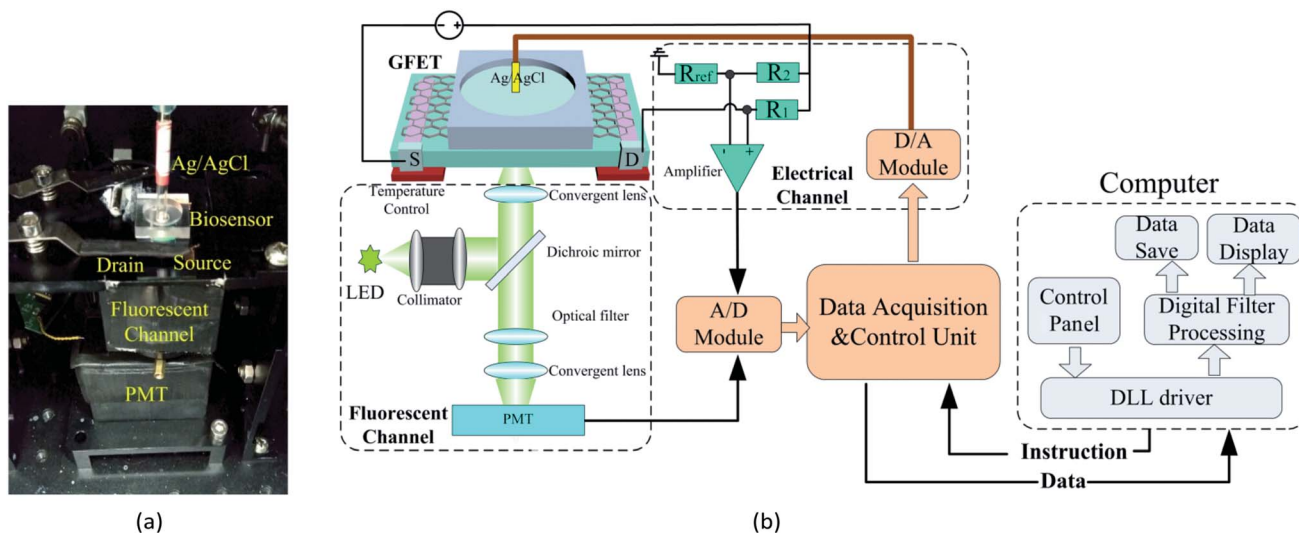 Ag/AgCl
Biosensor
Drain
Source
Fluorescent
Channel
PMT
(a)
GFET
- +
Ag/AgCl
S
D
Rref
R2
R1
- +
Amplifier
Electrical
Channel
D/A
Module
Temperature
Control
Convergent lens
Dichroic mirror
LED
Collimator
Optical filter
Convergent lens
Fluorescent
Channel
PMT
A/D
Module
Data Acquisition
&Control Unit
Computer
Data
Save
Data
Display
Control
Panel
Digital Filter
Processing
DLL driver
Instruction
Data
(b)